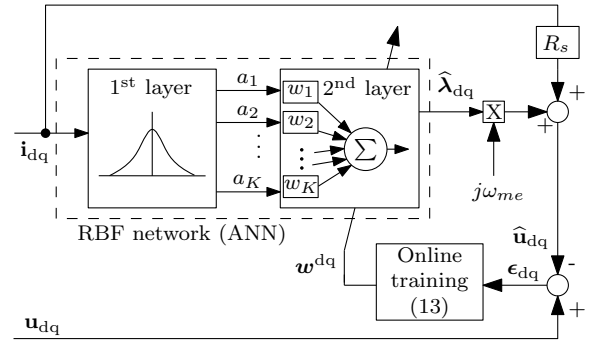 R_s
1st layer
a_1
a_2
a_K
w_1
w_2
w_K
2nd layer
∑
λ̂_dq
X
+
+
i_dq
jω_me
RBF network (ANN)
w^dq
Online
training
(13)
ϵ_dq
û_dq
-
+
u_dq